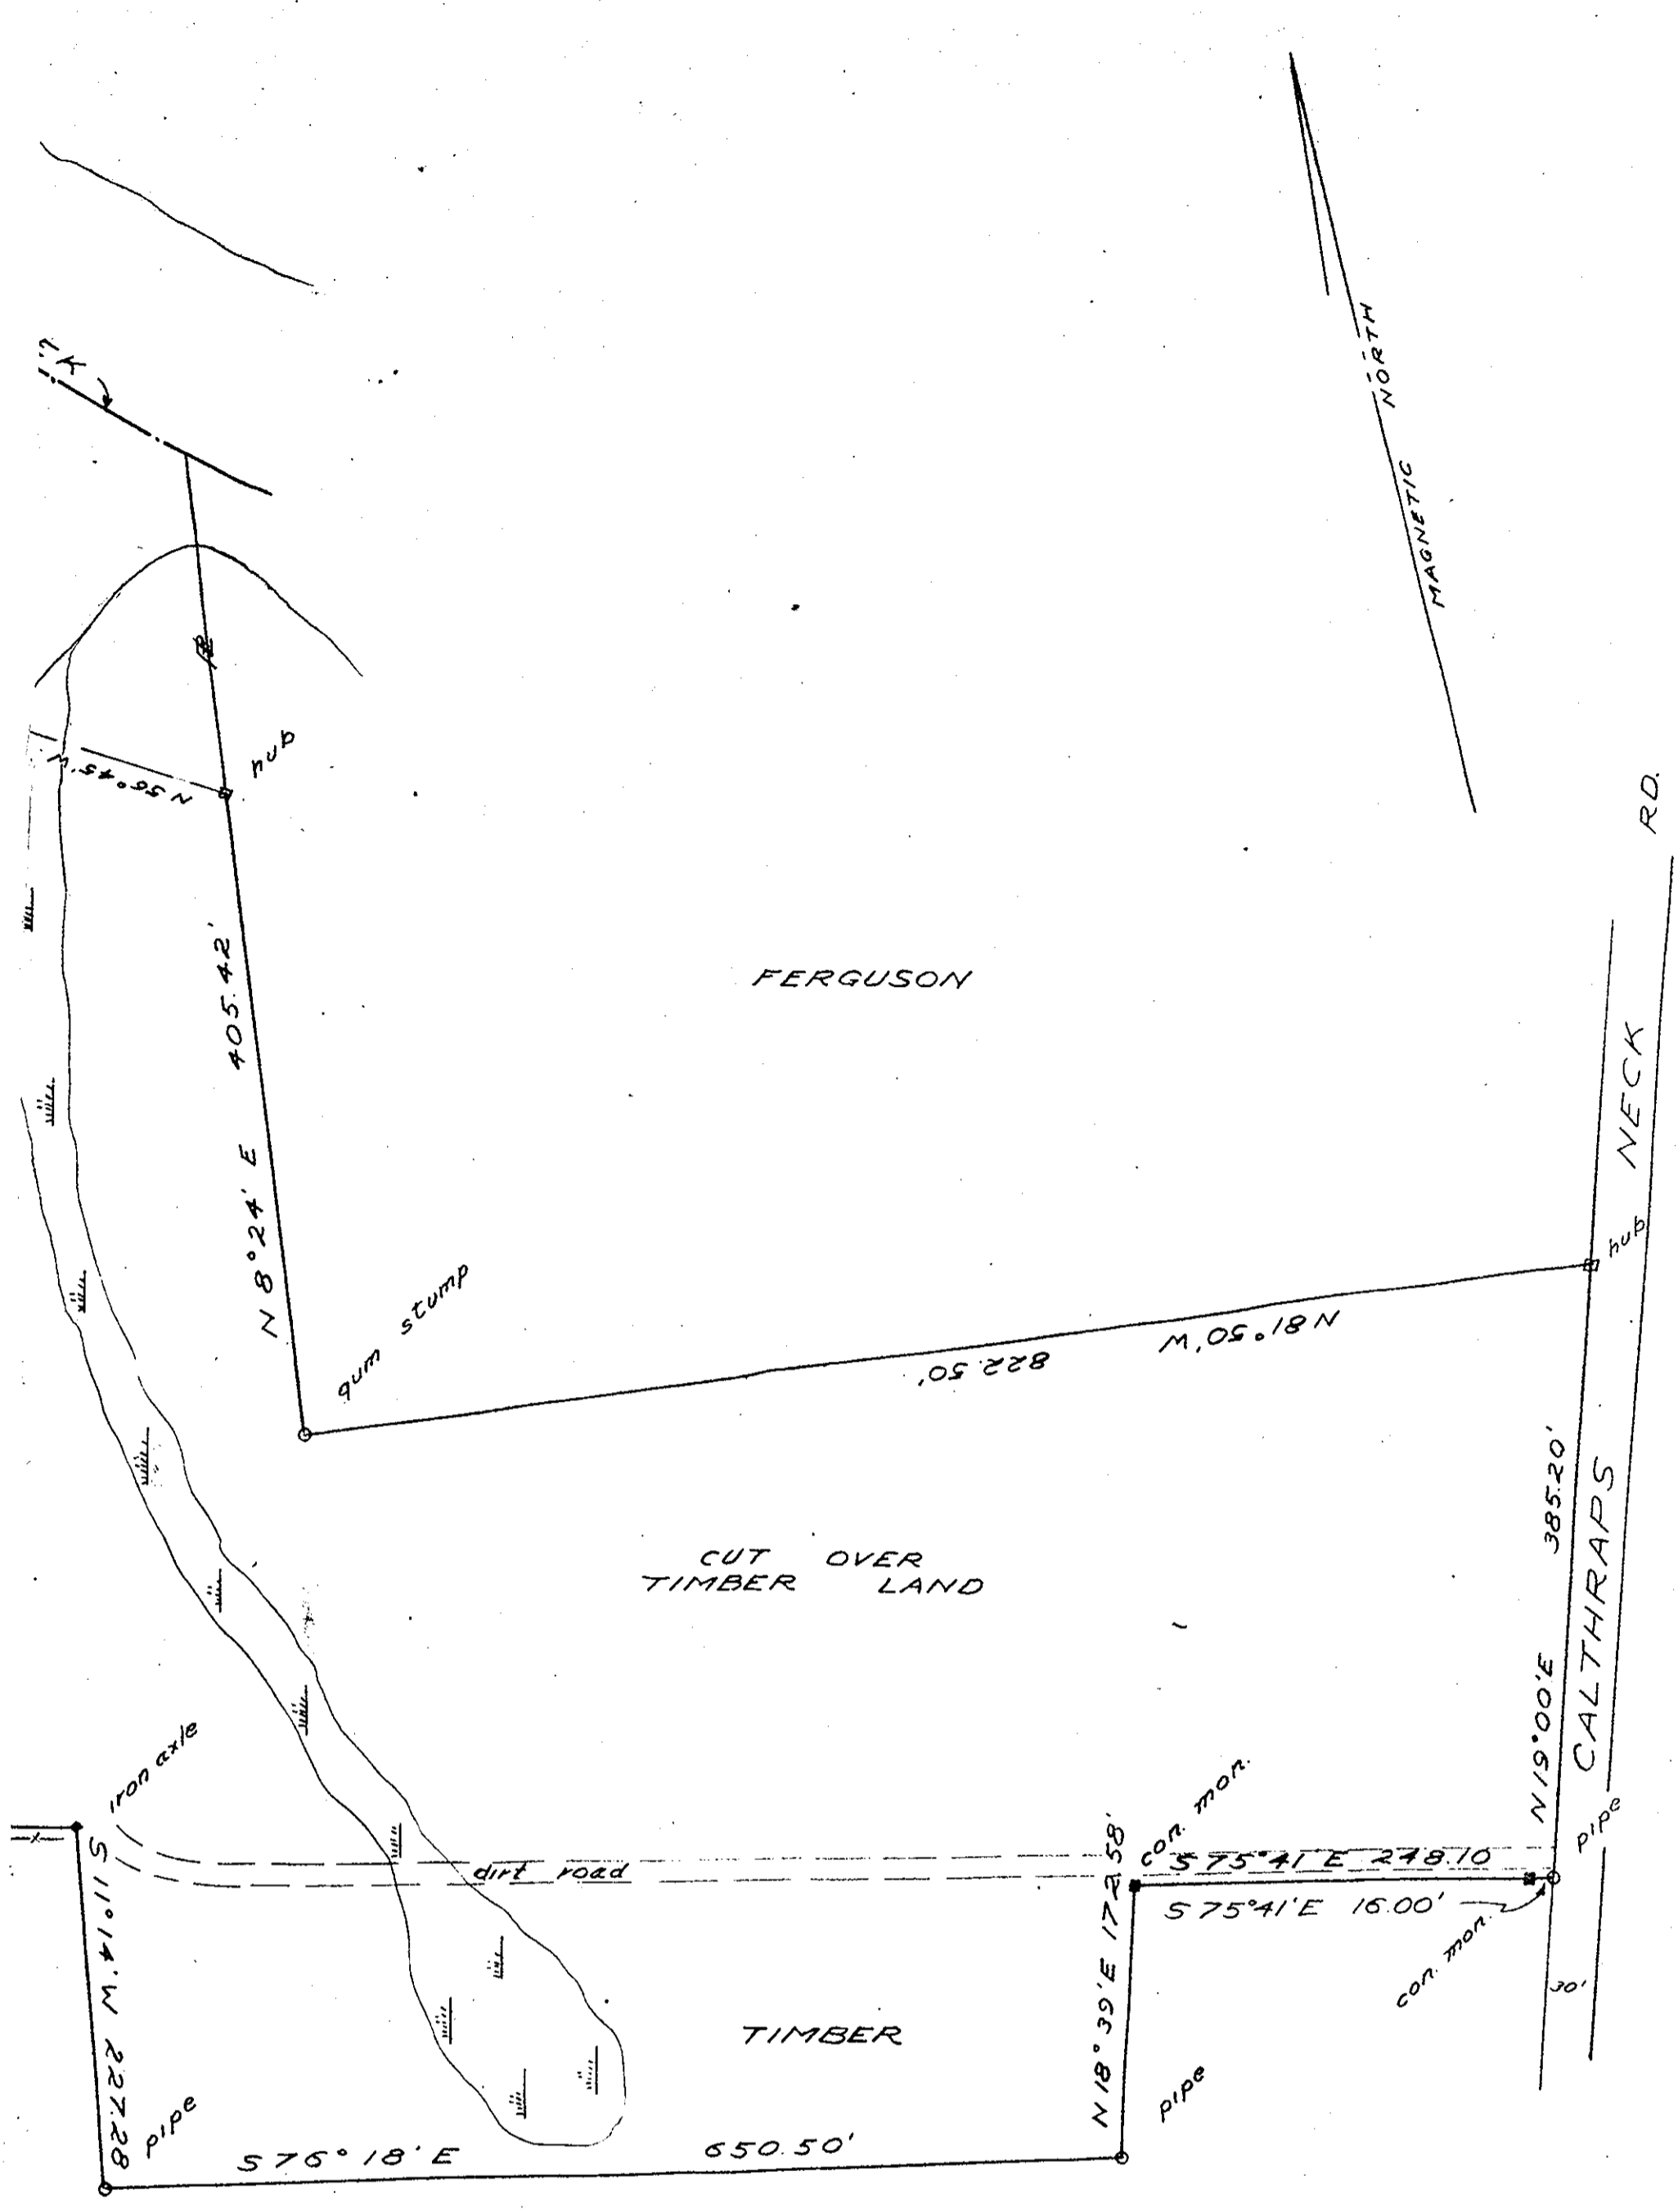 NORTH
MAGNETIC
hub
N 56°45' W
RD.
N 8°24' E 405.42'
FERGUSON
NECK
hub
gum stump
N 81°50' W
822.50'
CUT OVER
TIMBER LAND
385.20'
N 19°00' E
CALTHRAPS
iron axle
con. mon.
pipe
dirt road
S 75°41' E 248.10
S 75°41' E 16.00'
con. mon.
30'
S 11°14' W 227.28
N 18°39' E 172.58'
TIMBER
pipe
pipe
S 76°18' E 650.50'